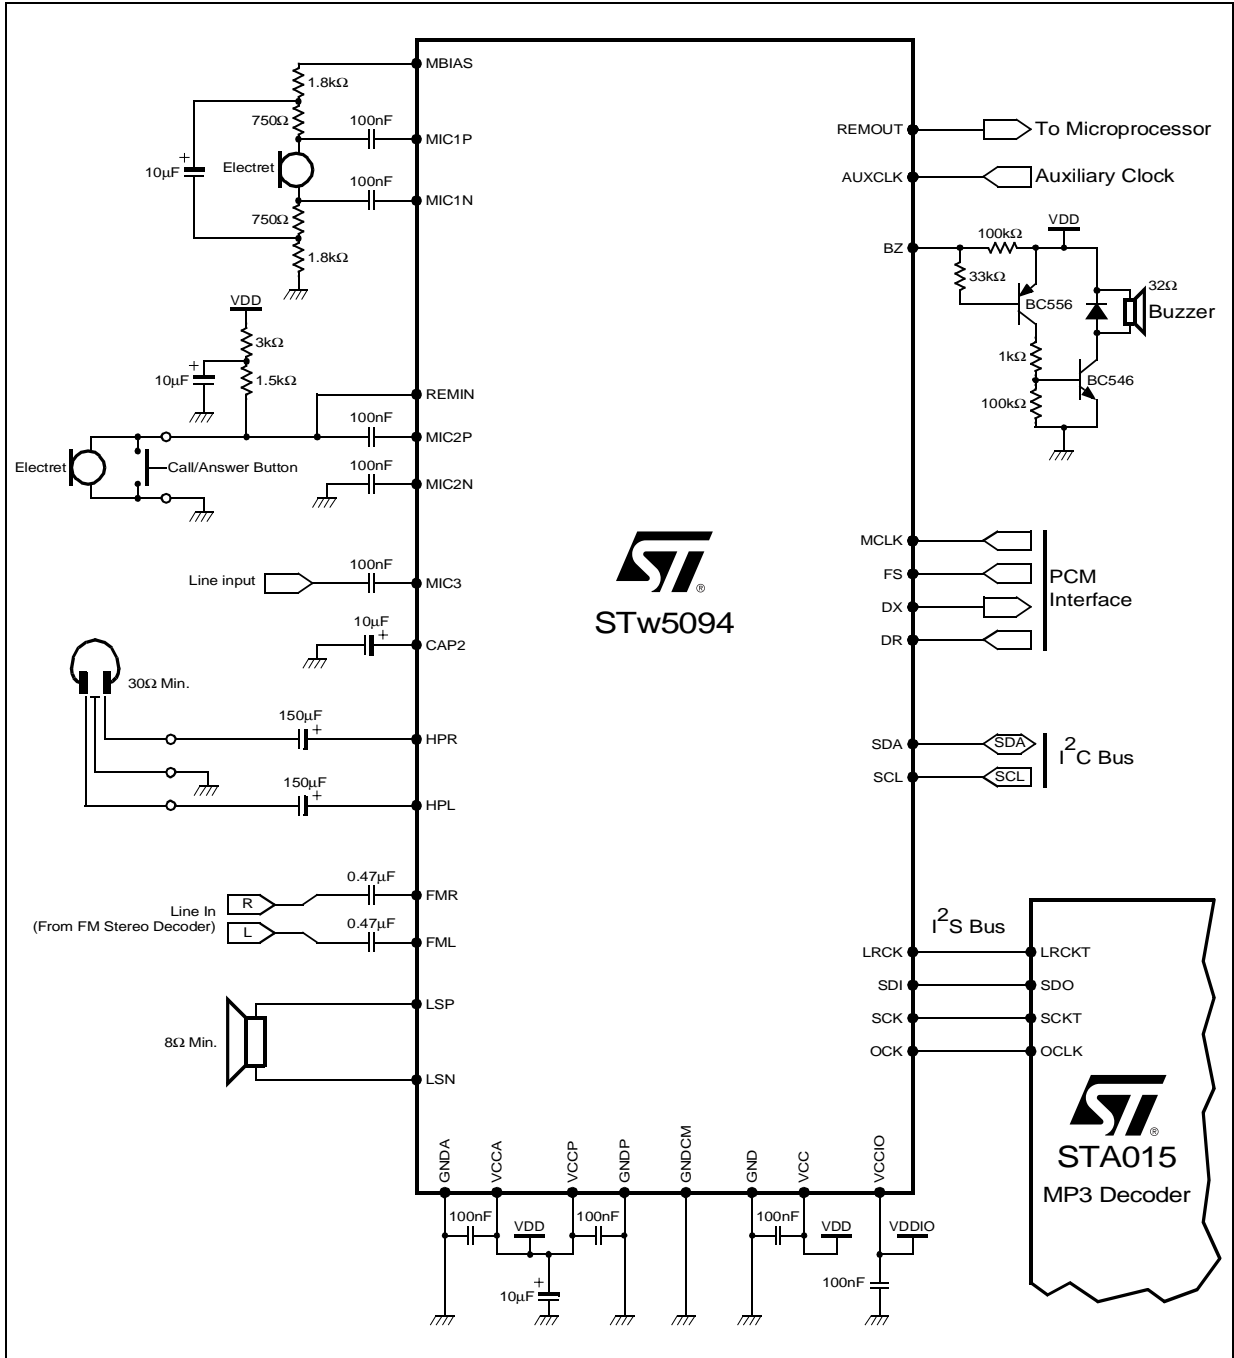 MBIAS
1.8kΩ
750Ω
100nF
MIC1P
10µF
+
Electret
100nF
MIC1N
750Ω
1.8kΩ
VDD
3kΩ
+
10µF
1.5kΩ
REMIN
100nF
MIC2P
Electret
Call/Answer Button
100nF
MIC2N
Line input
100nF
MIC3
10µF
+
CAP2
30Ω Min.
150µF
+
HPR
150µF
+
HPL
Line In
(From FM Stereo Decoder)
R
0.47µF
FMR
L
0.47µF
FML
LSP
8Ω Min.
LSN
ST
®
STw5094
REMOUT
To Microprocessor
AUXCLK
Auxiliary Clock
BZ
100kΩ
VDD
33kΩ
BC556
32Ω
Buzzer
1kΩ
BC546
100kΩ
MCLK
FS
DX
DR
PCM
Interface
SDA
SDA
SCL
SCL
I2C Bus
I2S Bus
LRCK
LRCKT
SDI
SDO
SCK
SCKT
OCK
OCLK
ST
®
STA015
MP3 Decoder
GNDA
VCCA
VCCP
GNDP
GNDCM
GND
VCC
VCCIO
100nF
VDD
100nF
+
10µF
100nF
VDD
VDDIO
100nF